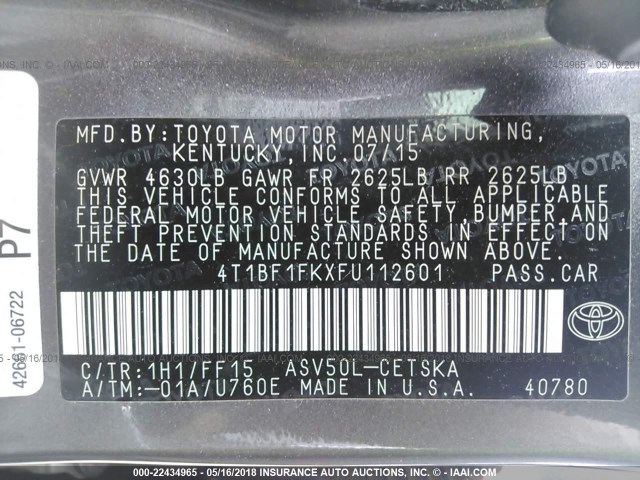 MFD.BY:TOYOTA MOTOR MANUFACTURING,
KENTUCKY, INC.07/15
GVWR 4630LB GAWR FR 2625LB RR 2625LB
THIS VEHICLE CONFORMS TO ALL APPLICABLE
FEDERAL MOTOR VEHICLE SAFETY, BUMPER, AND
THEFT PREVENTION STANDARDS IN EFFECT ON
THE DATE OF MANUFACTURE SHOWN ABOVE.
4T1BF1FKXFU112601 PASS.CAR
C/TR:1H1/FF15 ASV50L-CETSKA
A/TM:-01A/U760E MADE IN U.S.A. 40780
P7
42661-06722
000-22434965 - 05/16/2018 INSURANCE AUTO AUCTIONS, INC. (C) - IAAI.COM